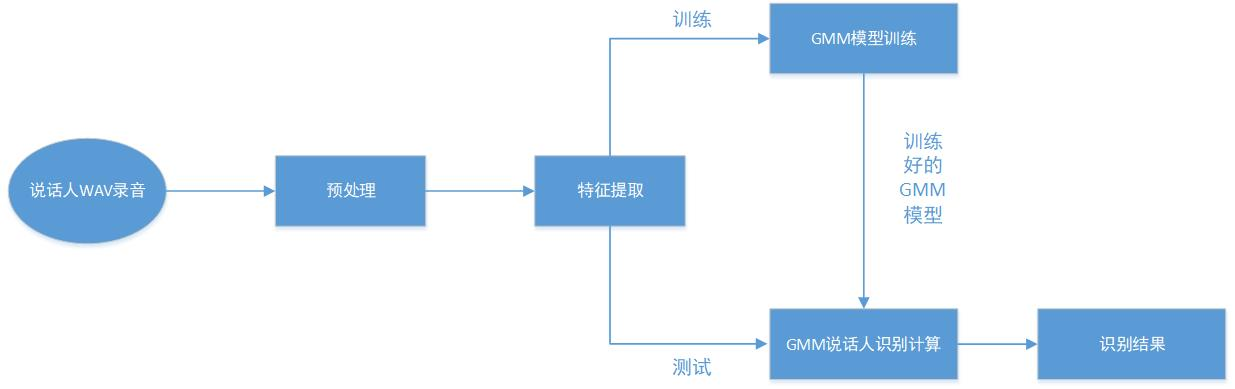 训练
GMM模型训练
说话人WAV录音
预处理
特征提取
训练
好的
GMM
模型
GMM说话人识别计算
识别结果
测试